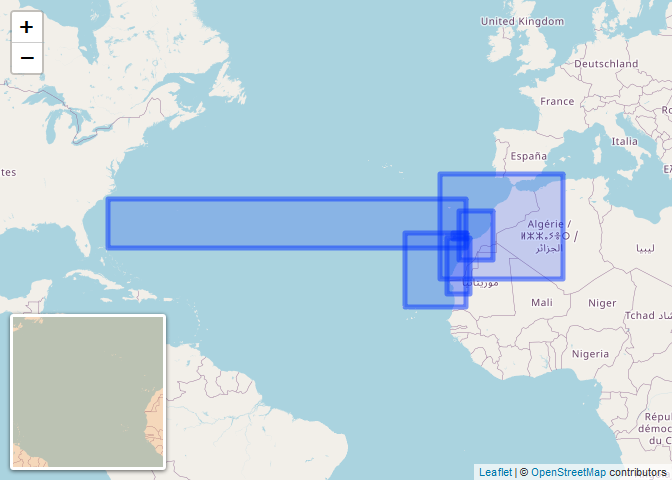 +
−
United Kingdom
Deutschland
France
Italia
España
tes
Algérie /
ⵍⵣⵣⴰⵢⴻⵔ /
الجزائر
ليبيا
موريتانيا
Mali
Niger
Tchad
Nigeria
Répu
démoc
du C
Leaflet | © OpenStreetMap contributors